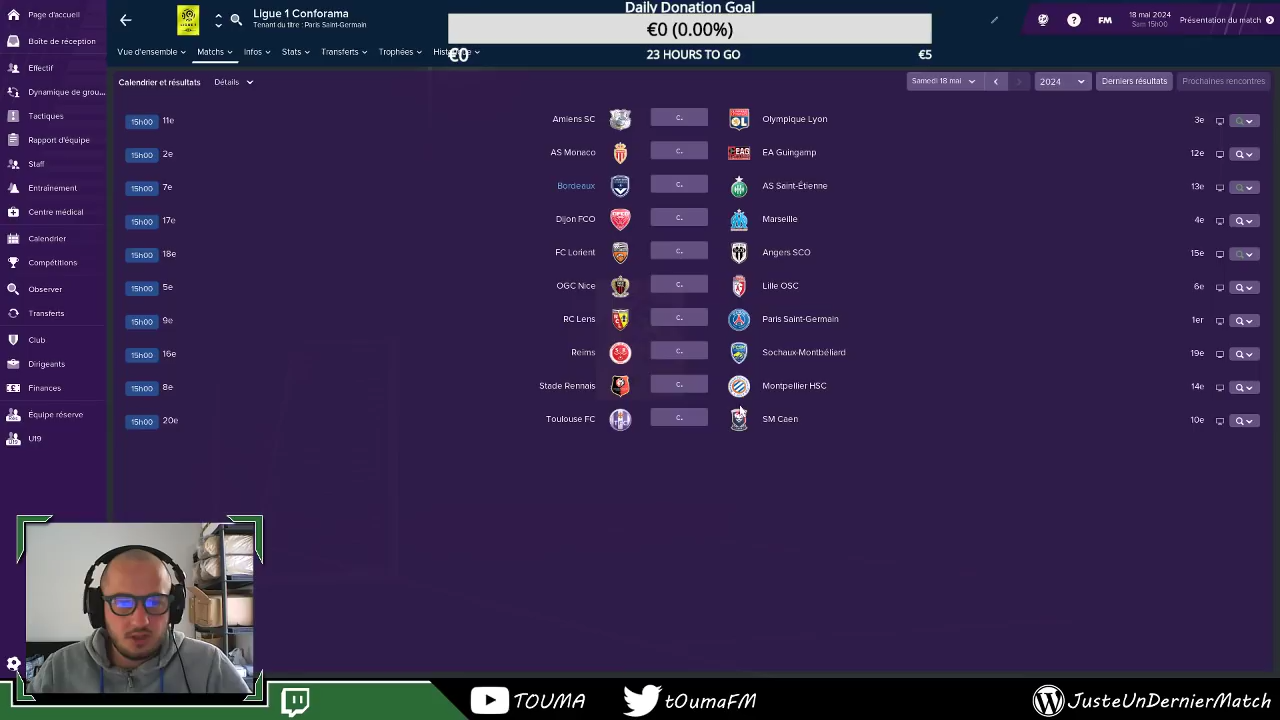 Page d'accueil
Ligue 1 Conforama
Tenant du titre : Paris Saint-Germain
Daily Donation Goal
€0 (0.00%)
€0
23 HOURS TO GO
€5
FM
18 mai 2024
Sam 15h00
Présentation du match
Boîte de réception
Vue d'ensemble
Matchs
Infos
Stats
Transferts
Trophées
Effectif
Calendrier et résultats
Détails
Samedi 18 mai
2024
Derniers résultats
Prochaines rencontres
Dynamique de grou...
Tactiques
Rapport d'équipe
Staff
Entraînement
Centre médical
Calendrier
Compétitions
Observer
Transferts
Club
Dirigeants
Finances
Équipe réserve
U19
15h00 11e Amiens SC c. Olympique Lyon 3e
15h00 2e AS Monaco c. EA Guingamp 12e
15h00 7e Bordeaux c. AS Saint-Étienne 13e
15h00 17e Dijon FCO c. Marseille 4e
15h00 18e FC Lorient c. Angers SCO 15e
15h00 5e OGC Nice c. Lille OSC 6e
15h00 9e RC Lens c. Paris Saint-Germain 1er
15h00 16e Reims c. Sochaux-Montbéliard 19e
15h00 8e Stade Rennais c. Montpellier HSC 14e
15h00 20e Toulouse FC c. SM Caen 10e
TOUMA
tOumaFM
JusteUnDernierMatch